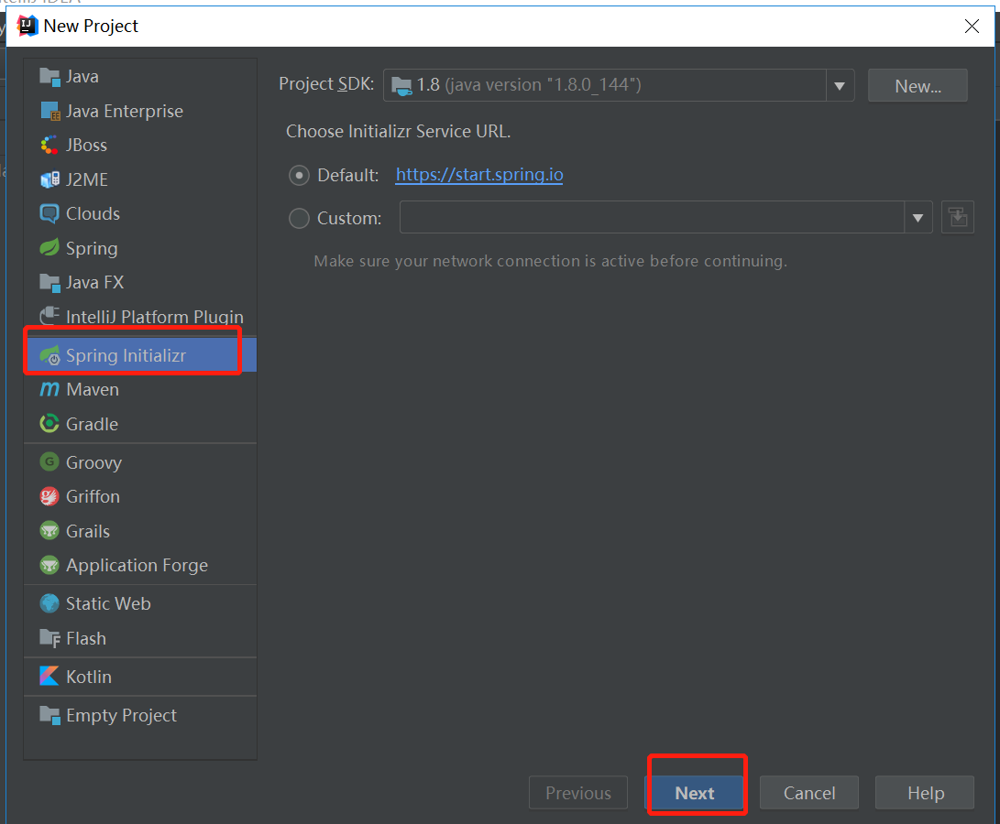 New Project
Java
Java Enterprise
JBoss
J2ME
Clouds
Spring
Java FX
IntelliJ Platform Plugin
Spring Initializr
Maven
Gradle
Groovy
Griffon
Grails
Application Forge
Static Web
Flash
Kotlin
Empty Project
Project SDK: 1.8 (java version "1.8.0_144") New...
Choose Initializr Service URL.
Default: https://start.spring.io
Custom:
Make sure your network connection is active before continuing.
Previous Next Cancel Help